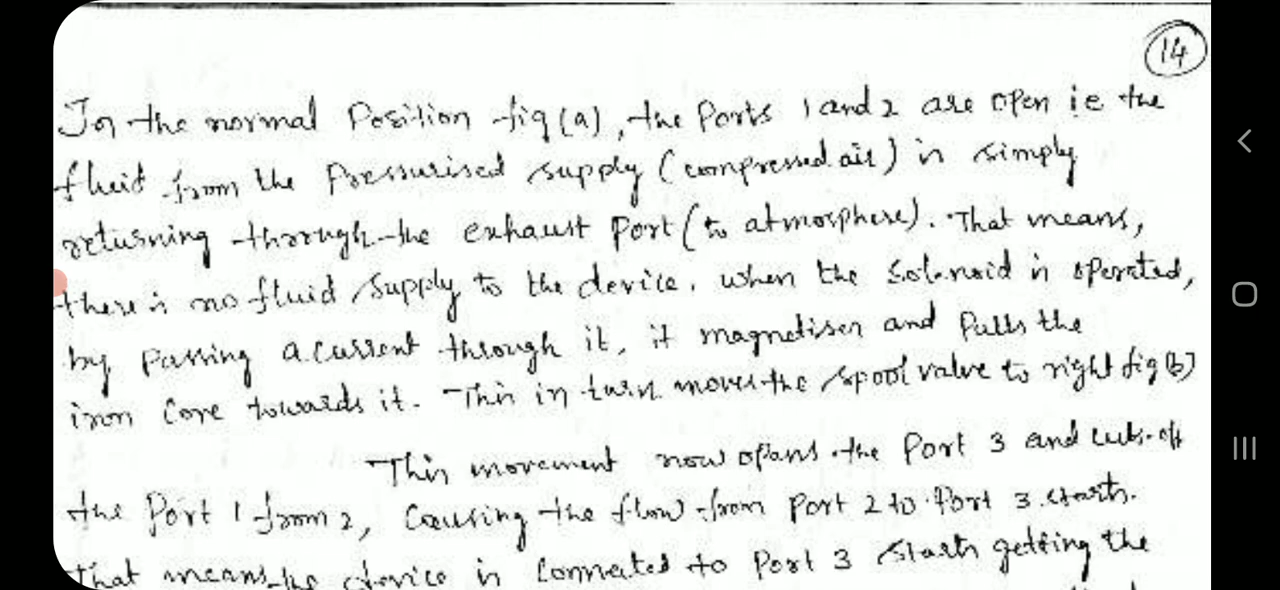 14
In the normal Position fig (a), the Ports 1 and 2 are open ie the
fluid from the Pressurised supply (compressed air) is simply
returning through the exhaust Port (to atmosphere). That means,
there is no fluid supply to the device. when the Solenoid is operated,
by Passing a current through it, it magnetises and Pulls the
iron Core towards it. This in turn moves the spool valve to right fig (b)
This movement now opens the Port 3 and cuts-off
the Port 1 from 2, Causing the flow from Port 2 to Port 3 starts.
That means the device is Connected to Port 3 starts getting the